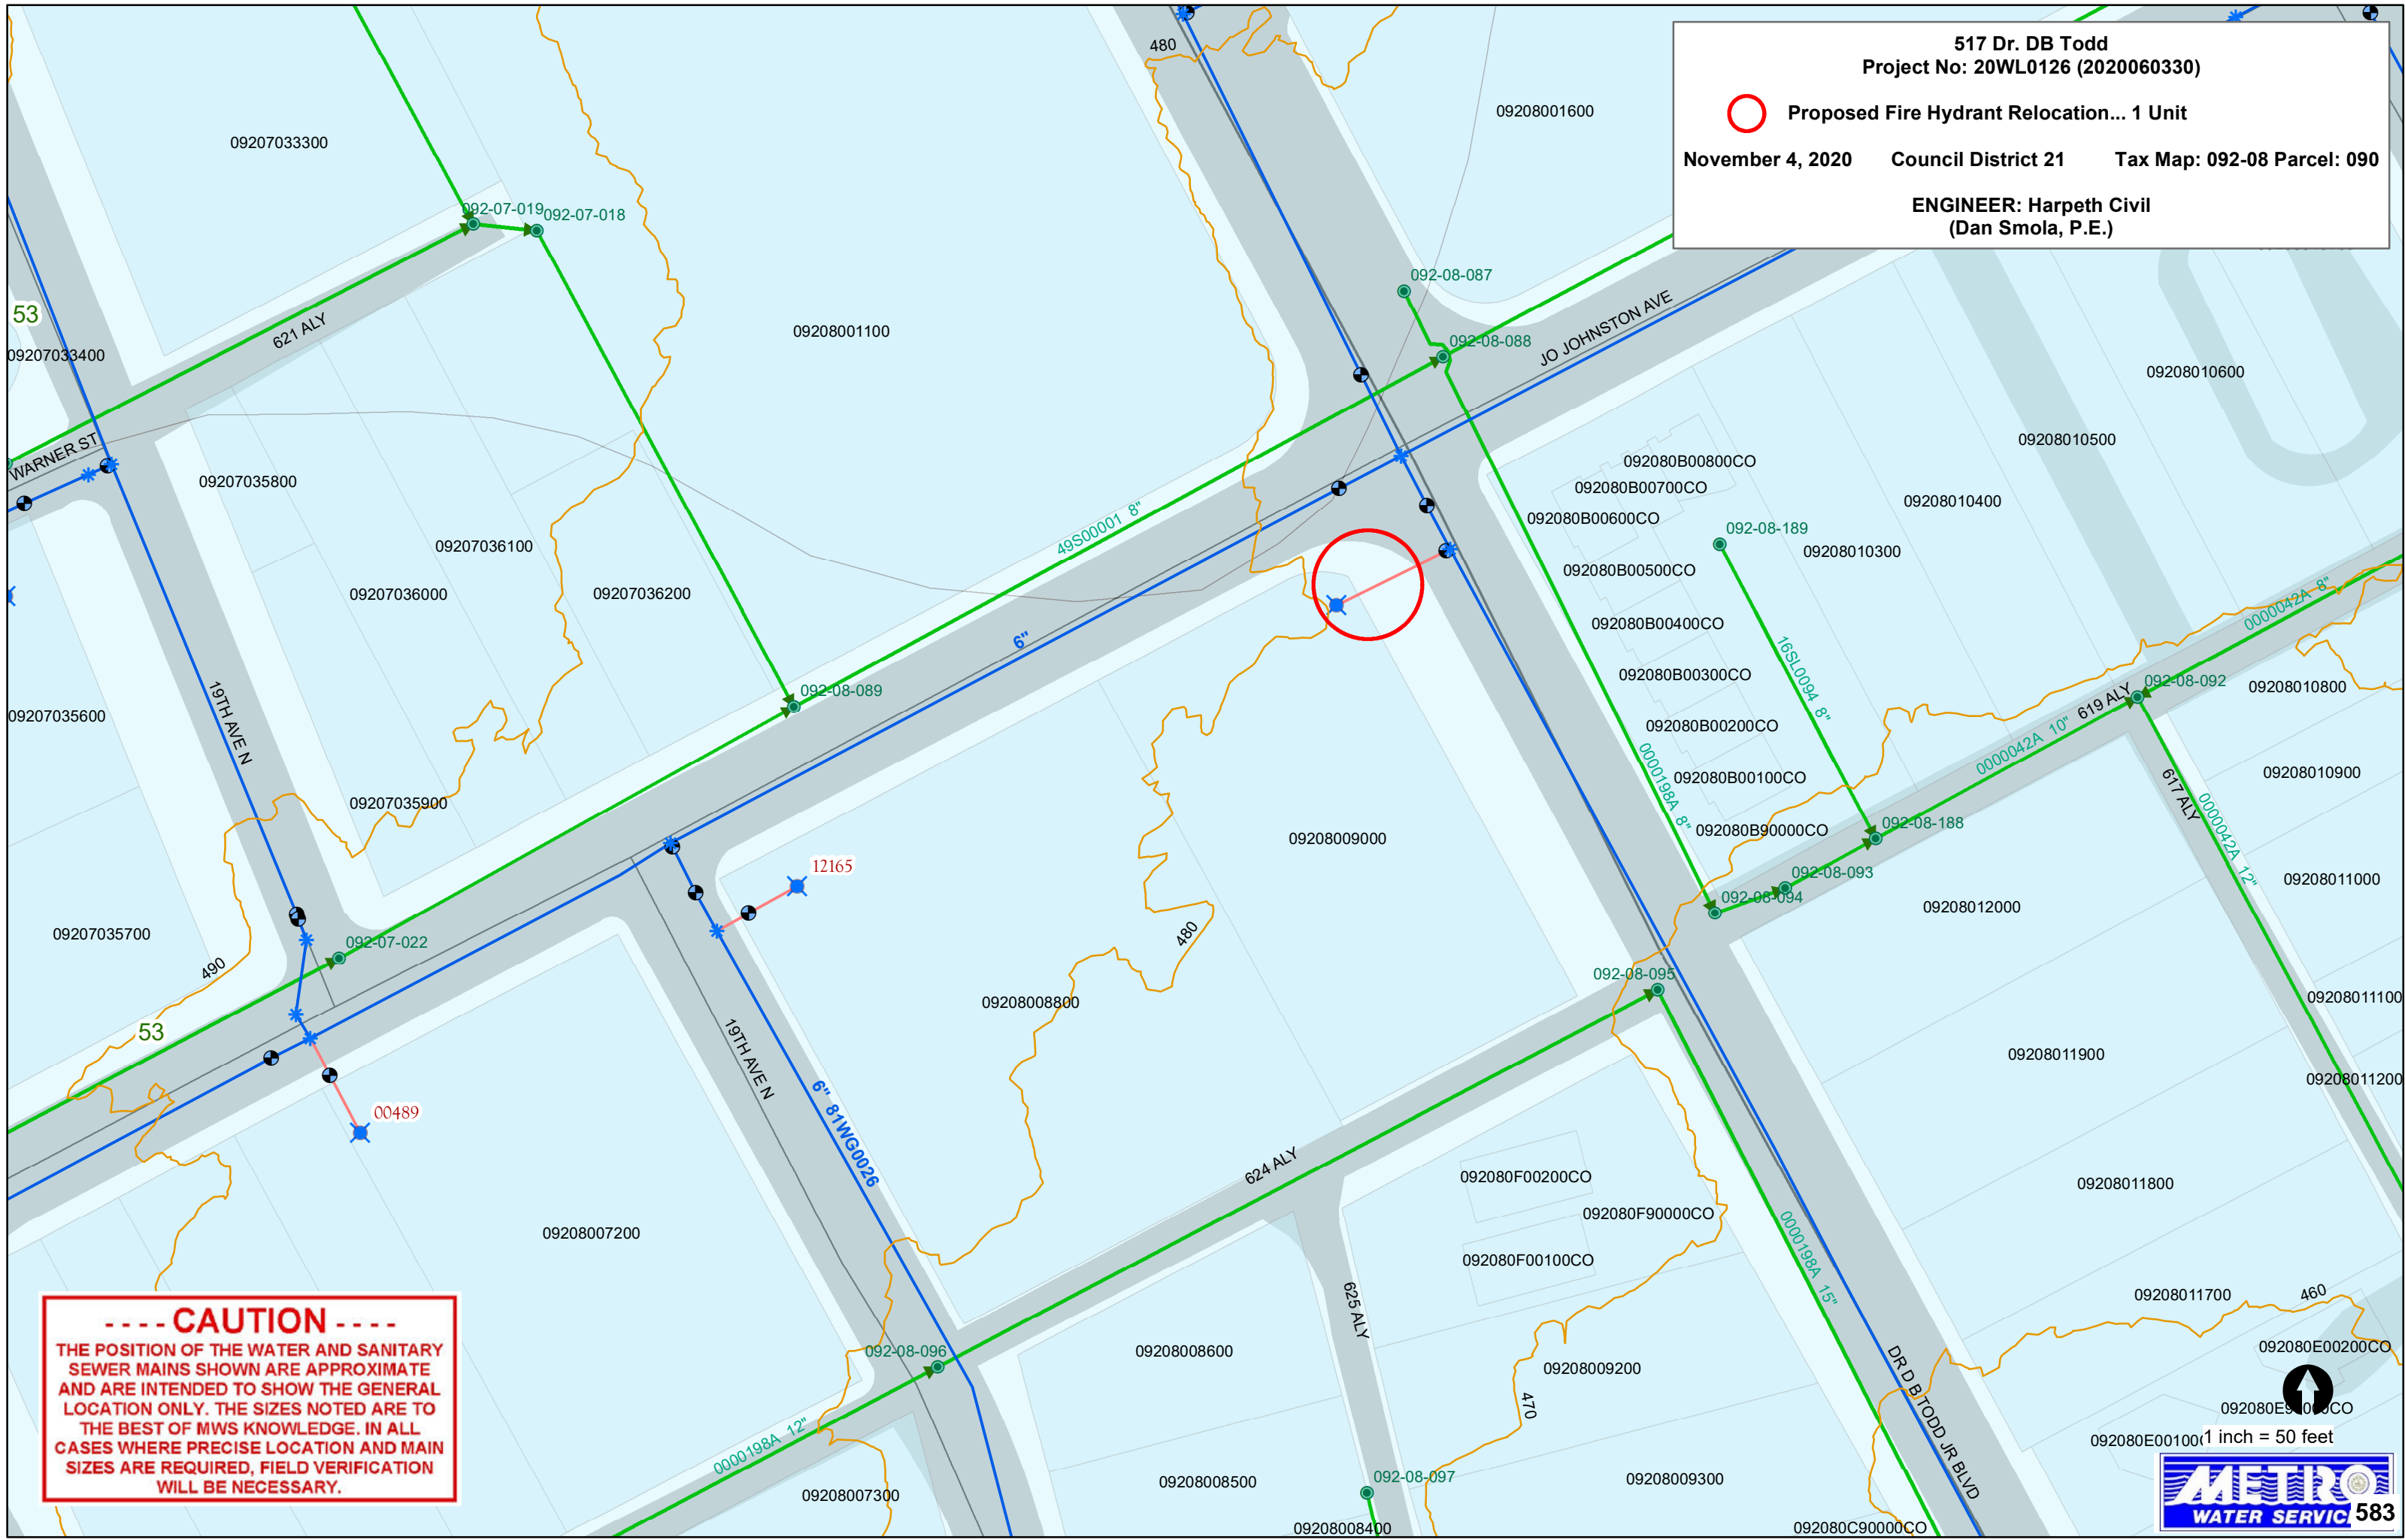 517 Dr. DB Todd
Project No: 20WL0126 (2020060330)
Proposed Fire Hydrant Relocation... 1 Unit
November 4, 2020 Council District 21 Tax Map: 092-08 Parcel: 090
ENGINEER: Harpeth Civil
(Dan Smola, P.E.)
480
09208001600
09207033300
092-07-019
092-07-018
53
621 ALY
09208001100
092-08-087
JO JOHNSTON AVE
092-08-088
09207033400
09208010600
WARNER ST
09207035800
09208010500
092080B00800CO
092080B00700CO
092080B00600CO
09208010400
49S00001 8"
092-08-189
09207036100
09208010300
092080B00500CO
09207036000
09207036200
092080B00400CO
000042A 8"
6"
16SL0094 8"
092080B00300CO
092-08-089
092-08-092
09208010800
619 ALY
09207035600
19TH AVE N
092080B00200CO
000042A 10"
092080B00100CO
09208010900
0000198A 8"
617 ALY
0000042A 12"
09207035900
092080B90000CO
092-08-188
09208009000
12165
092-08-093
09208011000
092-08-094
09208012000
09207035700
092-07-022
490
480
092-08-095
09208008800
09208011100
53
19TH AVE N
09208011900
09208011200
00489
6" 81WG0026
624 ALY
092080F00200CO
09208011800
092080F90000CO
09208007200
092080F00100CO
0000198A 15"
625 ALY
09208011700
460
092-08-096
09208008600
09208009200
092080E00200CO
470
DR D B TODD JR BLVD
0000198A 12"
09208007300
09208008500
092-08-097
09208009300
09208008400
092080C90000CO
1 inch = 50 feet
- - - - CAUTION - - - -
THE POSITION OF THE WATER AND SANITARY
SEWER MAINS SHOWN ARE APPROXIMATE
AND ARE INTENDED TO SHOW THE GENERAL
LOCATION ONLY. THE SIZES NOTED ARE TO
THE BEST OF MWS KNOWLEDGE. IN ALL
CASES WHERE PRECISE LOCATION AND MAIN
SIZES ARE REQUIRED, FIELD VERIFICATION
WILL BE NECESSARY.
METRO
WATER
583